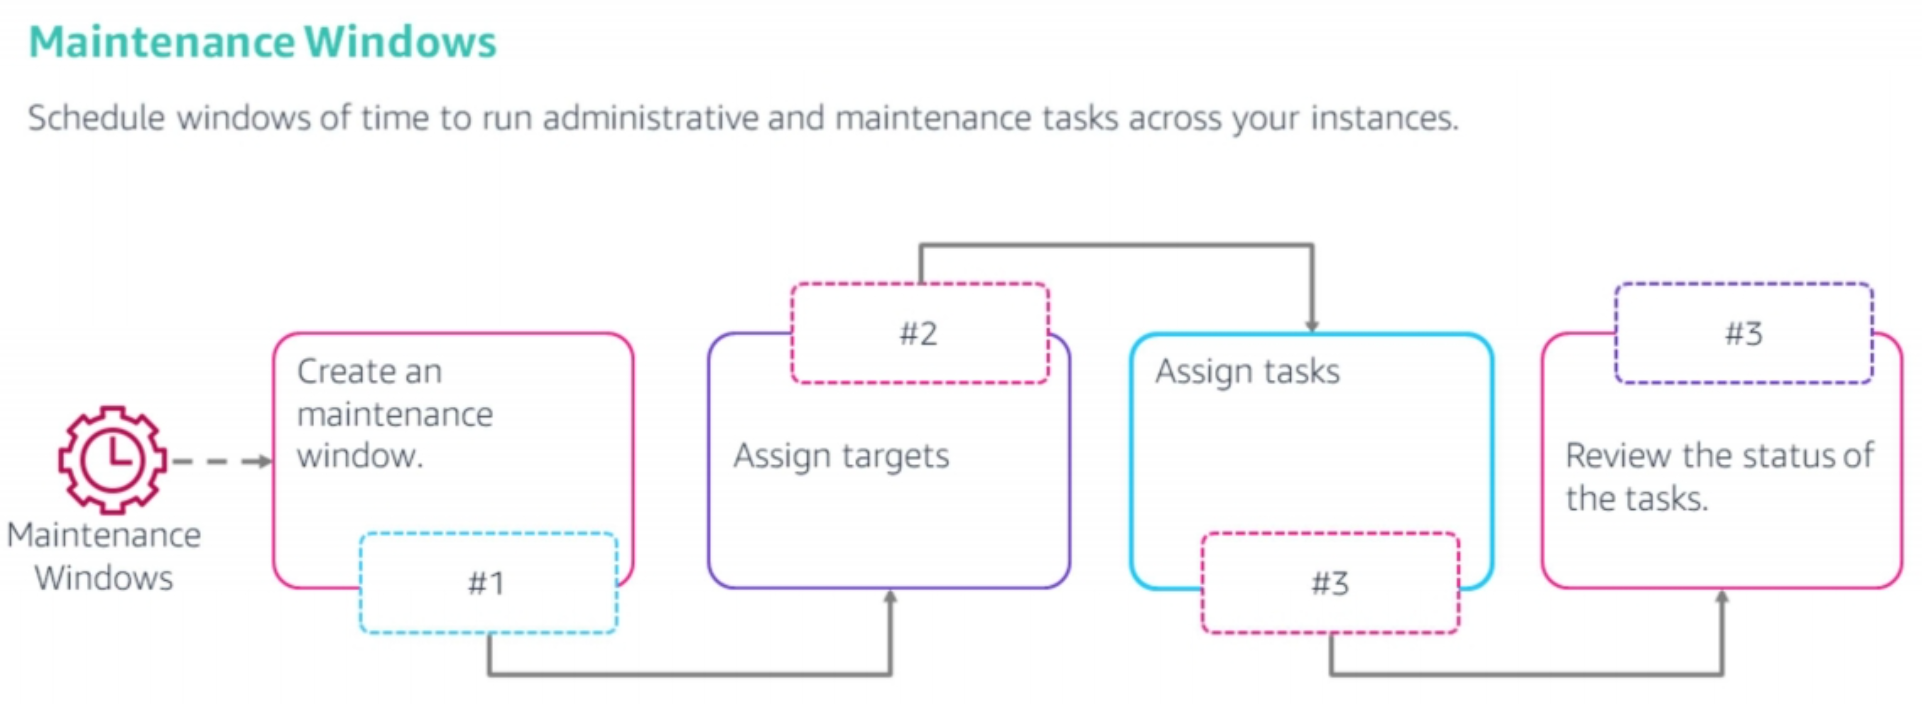 Maintenance Windows
Schedule windows of time to run administrative and maintenance tasks across your instances.
Maintenance
Windows
Create an
maintenance
window.
#1
#2
Assign targets
Assign tasks
#3
#3
Review the status of
the tasks.